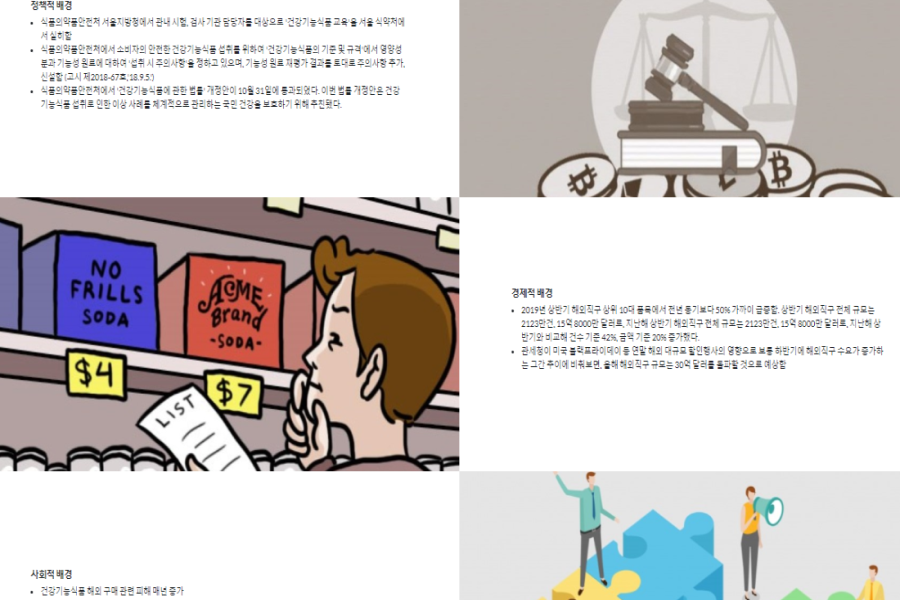 정책적 배경
식품의약품안전처 서울지방청에서 관내 시험, 검사 기관 담당자를 대상으로 '건강기능식품 교육'을 서울 식약처에
서 실히함
식품의약품안전처에서 소비자의 안전한 건강기능식품 섭취를 위하여 '건강기능식품의 기준 및 규격'에서 영양성
분과 기능성 원료에 대하여 '섭취 시 주의사항'을 정하고 있으며, 기능성 원료 재평가 결과를 토대로 주의사항 추가,
신설함 (고시 제2018-67호,'18.9.5.)
식품의약품안전처에서 '건강기능식품에 관한 법률' 개정안이 10월 31일에 통과되었다. 이번 법률 개정안은 건강
기능식품 섭취로 인한 이상 사례를 체계적으로 관리하는 국민 건강을 보호하기 위해 추진됐다.
NO
FRILLS
SODA
ACME
Brand
-SODA-
$4
$7
LIST
경제적 배경
2019년 상반기 해외직구 상위 10대 품목에서 전년 동기보다 50% 가까이 급증함. 상반기 해외직구 전체 규모는
2123만건, 15억 8000만 달러로, 지난해 상반기 해외직구 전체 규모는 2123만건, 15억 8000만 달러로, 지난해 상
반기와 비교해 건수 기준 42%, 금액 기준 20% 증가했다.
관세청이 미국 블랙프라이데이 등 연말 해외 대규모 할인행사의 영향으로 보통 하반기에 해외직구 수요가 증가하
는 그간 추이에 비춰보면, 올해 해외직구 규모는 30억 달러를 돌파할 것으로 예상함
사회적 배경
건강기능식품 해외 구매 관련 피해 매년 증가